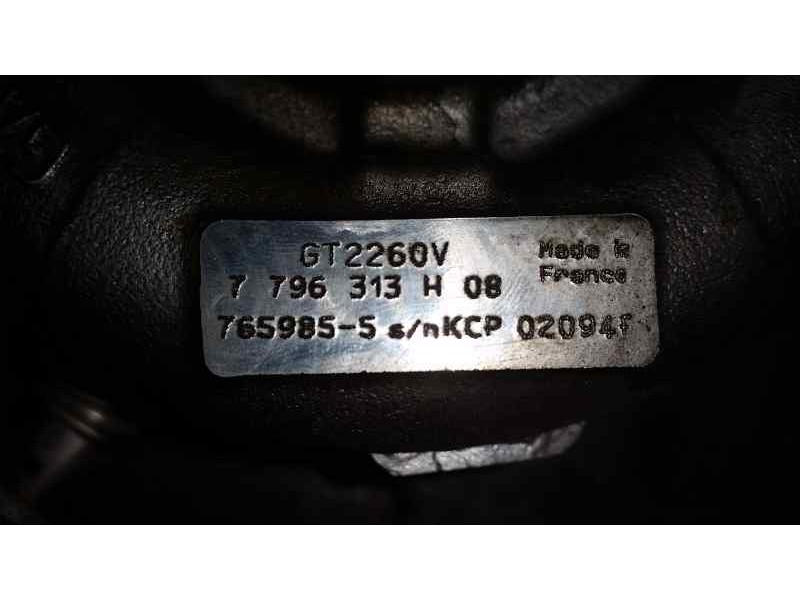 GT2260V
Made in
France
7 796 313 H 08
765985-5 s/nKCP 02094f